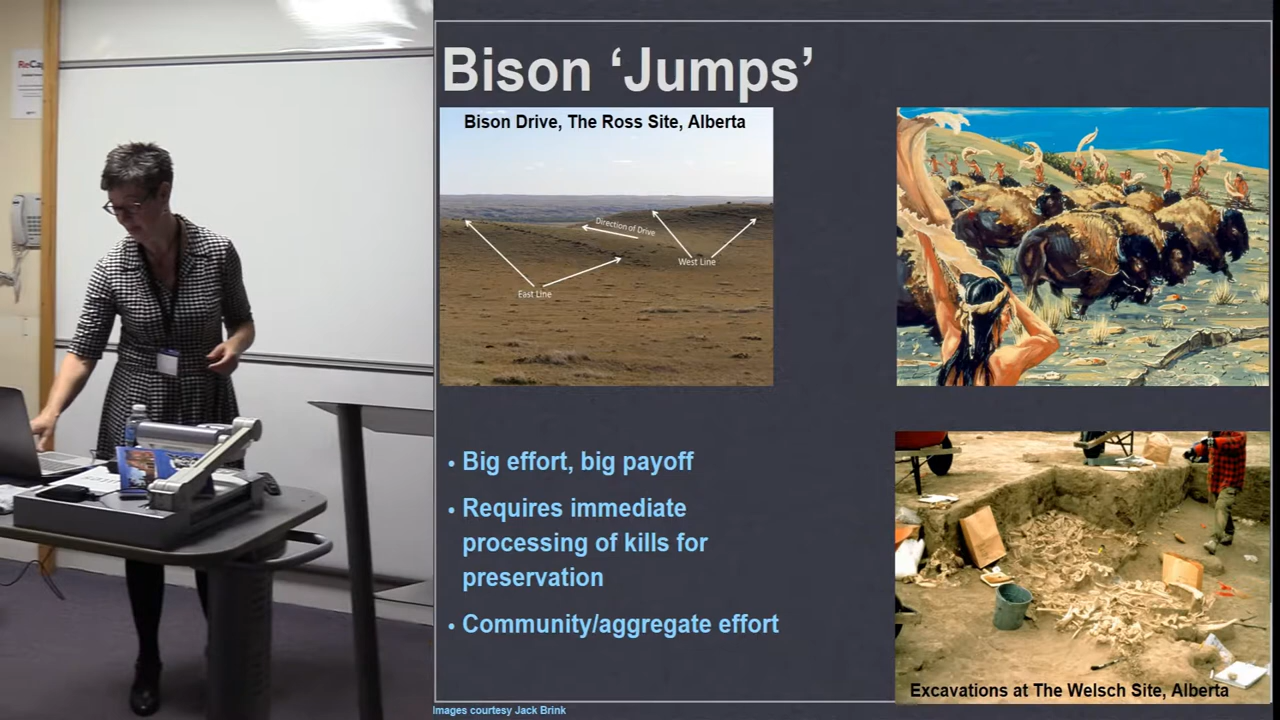 Bison ‘Jumps’
Bison Drive, The Ross Site, Alberta
Direction of Drive
West Line
East Line
• Big effort, big payoff
• Requires immediate
processing of kills for
preservation
• Community/aggregate effort
Excavations at The Welsch Site, Alberta
Images courtesy Jack Brink